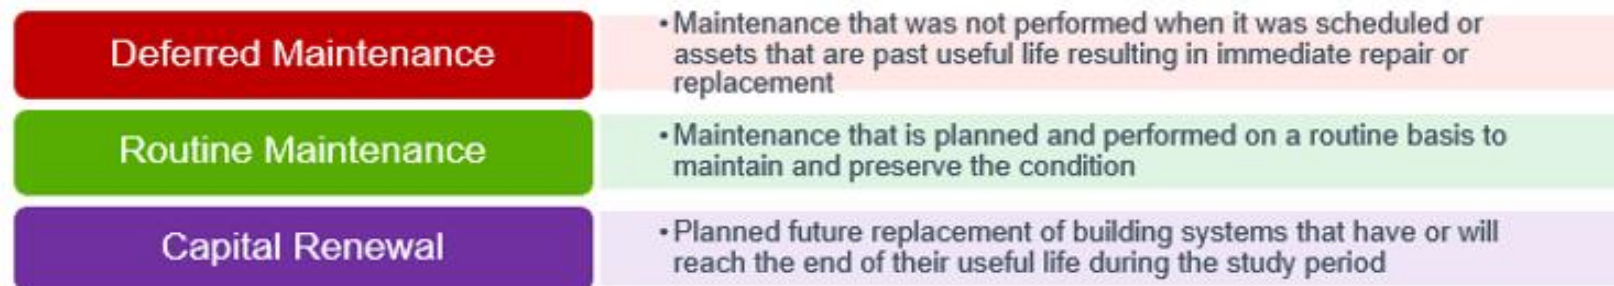 Deferred Maintenance
• Maintenance that was not performed when it was scheduled or
assets that are past useful life resulting in immediate repair or
replacement
Routine Maintenance
• Maintenance that is planned and performed on a routine basis to
maintain and preserve the condition
Capital Renewal
• Planned future replacement of building systems that have or will
reach the end of their useful life during the study period